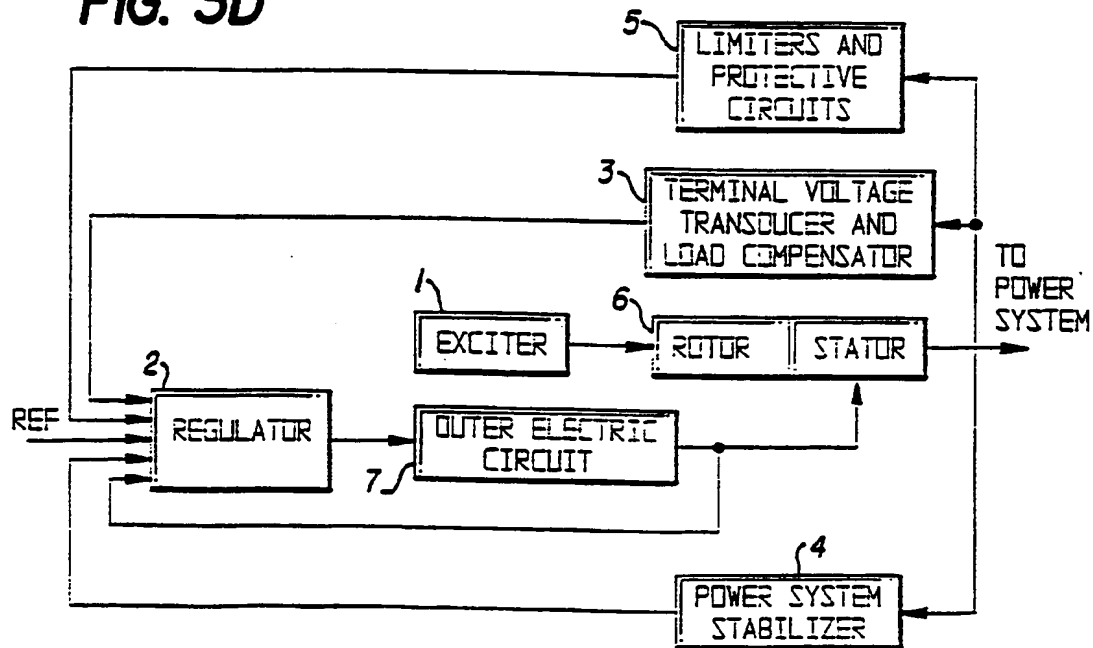 FIG. 3D
5
LIMITERS AND
PROTECTIVE
CIRCUITS
3
TERMINAL VOLTAGE
TRANSDUCER AND
LOAD COMPENSATOR
TO
POWER
SYSTEM
1
EXCITER
6
ROTOR
STATOR
2
REF
REGULATOR
OUTER ELECTRIC
CIRCUIT
7
4
POWER SYSTEM
STABILIZER